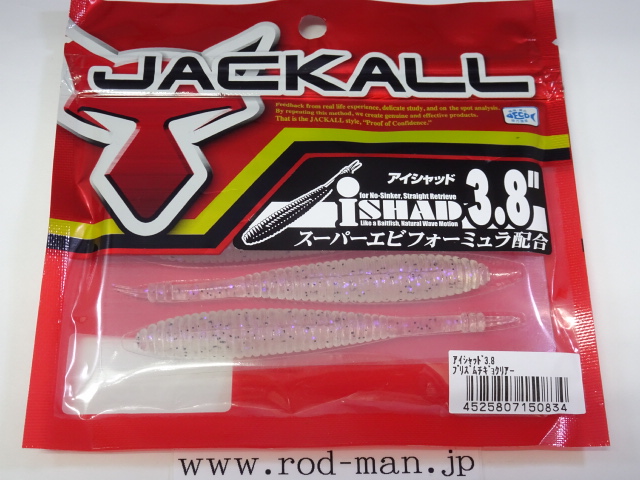 JACKALL
Feedback from real life experience, delicate study, and on the spot analysis.
By repeating this method, we create genuine and effective products.
That is the JACKALL style, "Proof of Confidence."
アイシャッド
for No-Sinker, Straight Retrieve
iSHAD 3.8"
Like a Baitfish, Natural Wave Motion
スーパーエビフォーミュラ配合
アイシャッド3.8
プリズムチギョクリアー
4525807150834
www.rod-man.jp